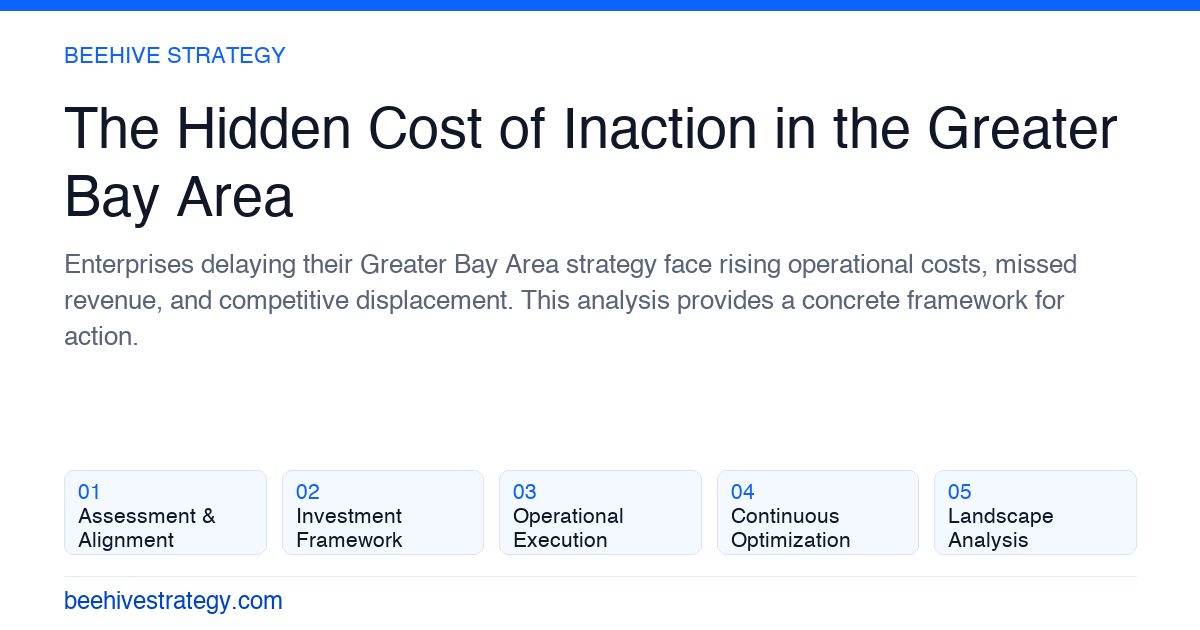 BEEHIVE STRATEGY
The Hidden Cost of Inaction in the Greater
Bay Area
Enterprises delaying their Greater Bay Area strategy face rising operational costs, missed
revenue, and competitive displacement. This analysis provides a concrete framework for
action.
01
Assessment &
Alignment
02
Investment
Framework
03
Operational
Execution
04
Continuous
Optimization
05
Landscape
Analysis
beehivestrategy.com